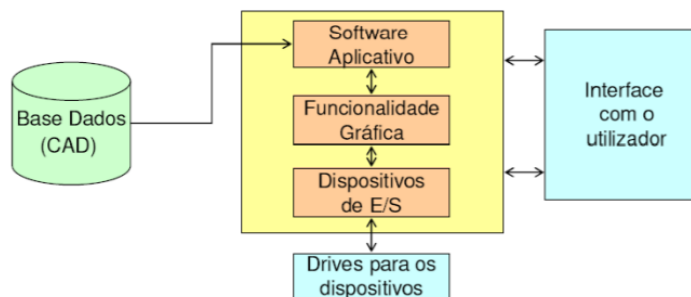 Software
Aplicativo
Base Dados
(CAD)
Funcionalidade
Gráfica
Dispositivos
de E/S
Interface
com o
utilizador
Drives para os
dispositivos